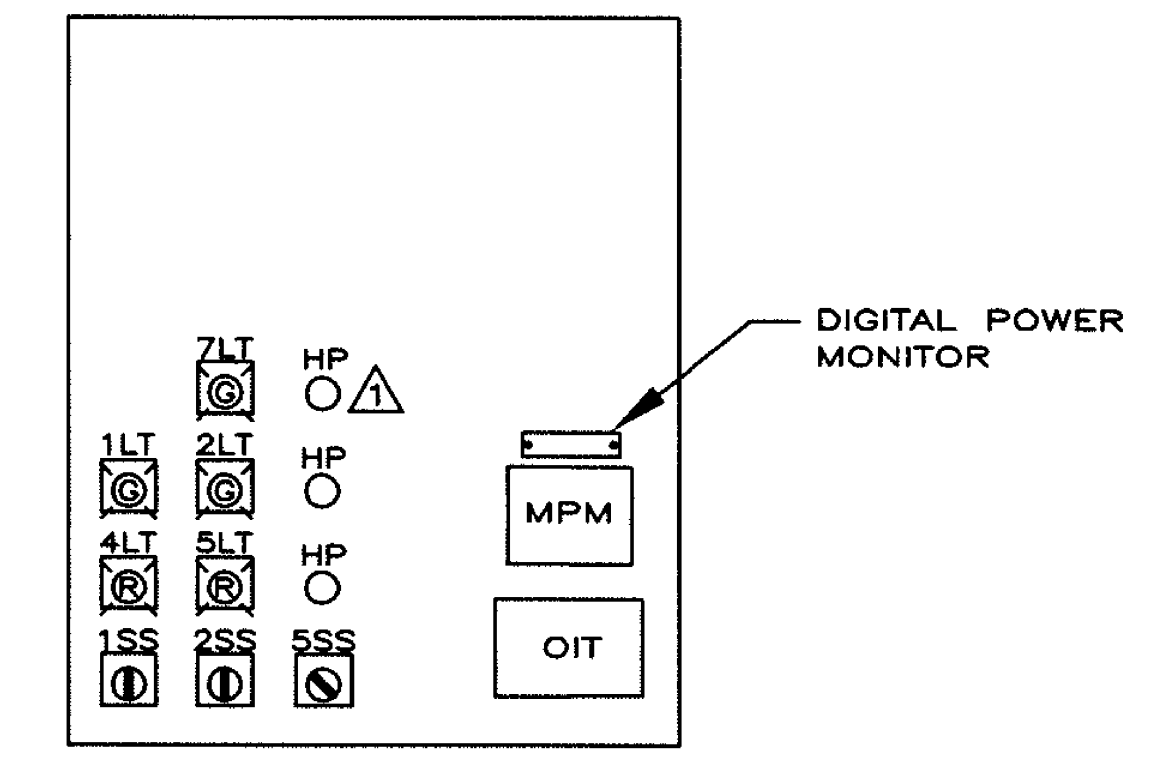 DIGITAL POWER
MONITOR
7LT HP
G 1
1LT 2LT HP
G G
MPM
4LT 5LT HP
R R
1SS 2SS 5SS
OIT